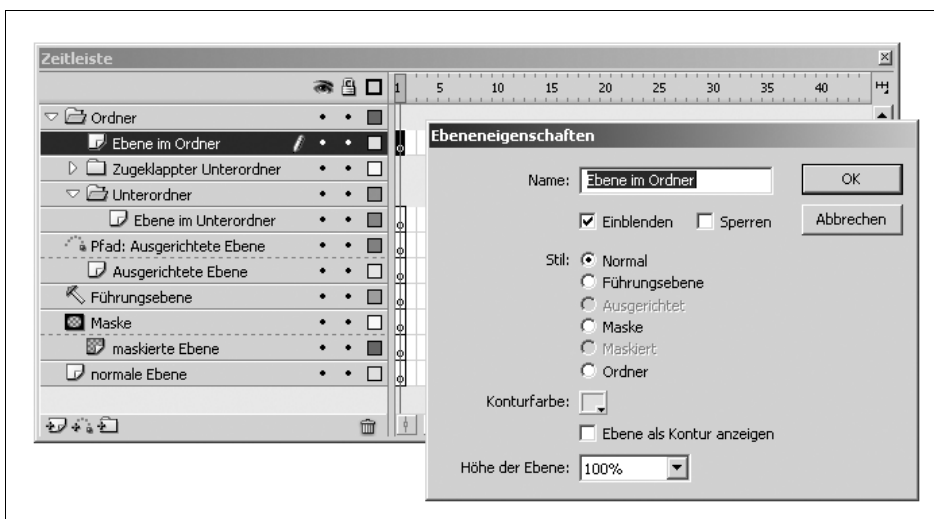 Zeitleiste
1 5 10 15 20 25 30 35 40
Ordner
Ebene im Ordner
Zugeklappter Unterordner
Unterordner
Ebene im Unterordner
Pfad: Ausgerichtete Ebene
Ausgerichtete Ebene
Führungsebene
Maske
maskierte Ebene
normale Ebene
Ebeneneigenschaften
Name: Ebene im Ordner OK
Einblenden Sperren Abbrechen
Stil: Normal
Führungsebene
Ausgerichtet
Maske
Maskiert
Ordner
Konturfarbe:
Ebene als Kontur anzeigen
Höhe der Ebene: 100%